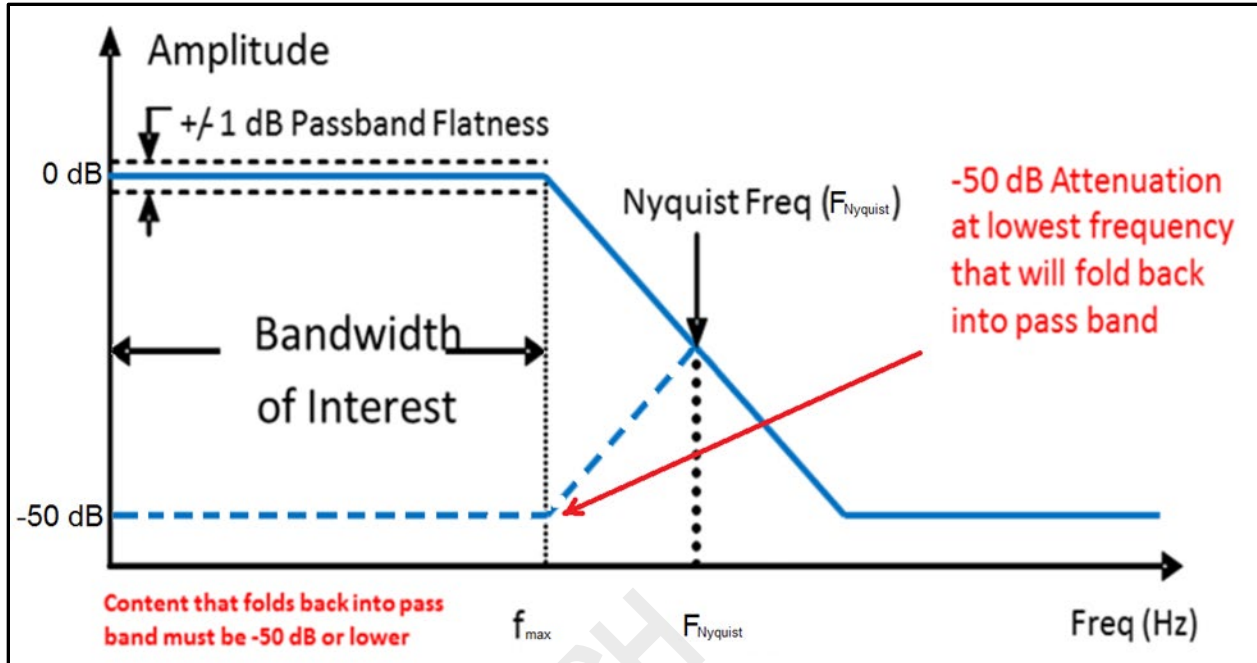 Amplitude
+/- 1 dB Passband Flatness
0 dB
Nyquist Freq (FNyquist)
-50 dB Attenuation
at lowest frequency
that will fold back
into pass band
Bandwidth
of Interest
-50 dB
Content that folds back into pass
band must be -50 dB or lower
fmax
FNyquist
Freq (Hz)